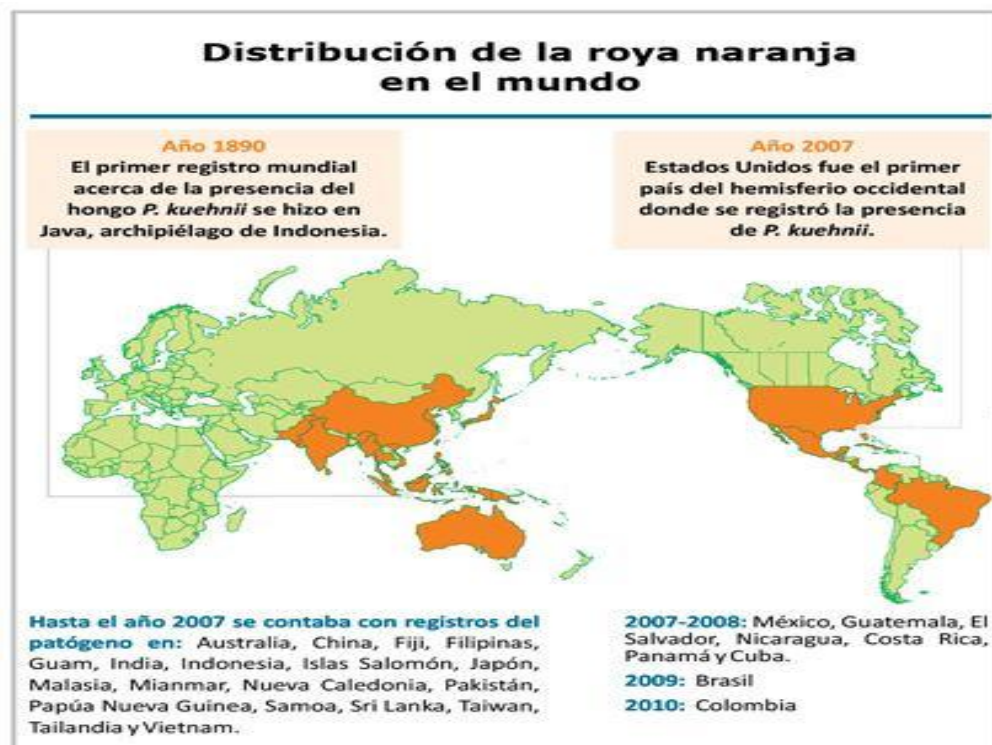 Distribución de la roya naranja
en el mundo
Año 1890
El primer registro mundial
acerca de la presencia del
hongo P. kuehnii se hizo en
Java, archipiélago de Indonesia.
Año 2007
Estados Unidos fue el primer
país del hemisferio occidental
donde se registró la presencia
de P. kuehnii.
Hasta el año 2007 se contaba con registros del
patógeno en: Australia, China, Fiji, Filipinas,
Guam, India, Indonesia, Islas Salomón, Japón,
Malasia, Mianmar, Nueva Caledonia, Pakistán,
Papúa Nueva Guinea, Samoa, Sri Lanka, Taiwan,
Tailandia y Vietnam.
2007-2008: México, Guatemala, El
Salvador, Nicaragua, Costa Rica,
Panamá y Cuba.
2009: Brasil
2010: Colombia